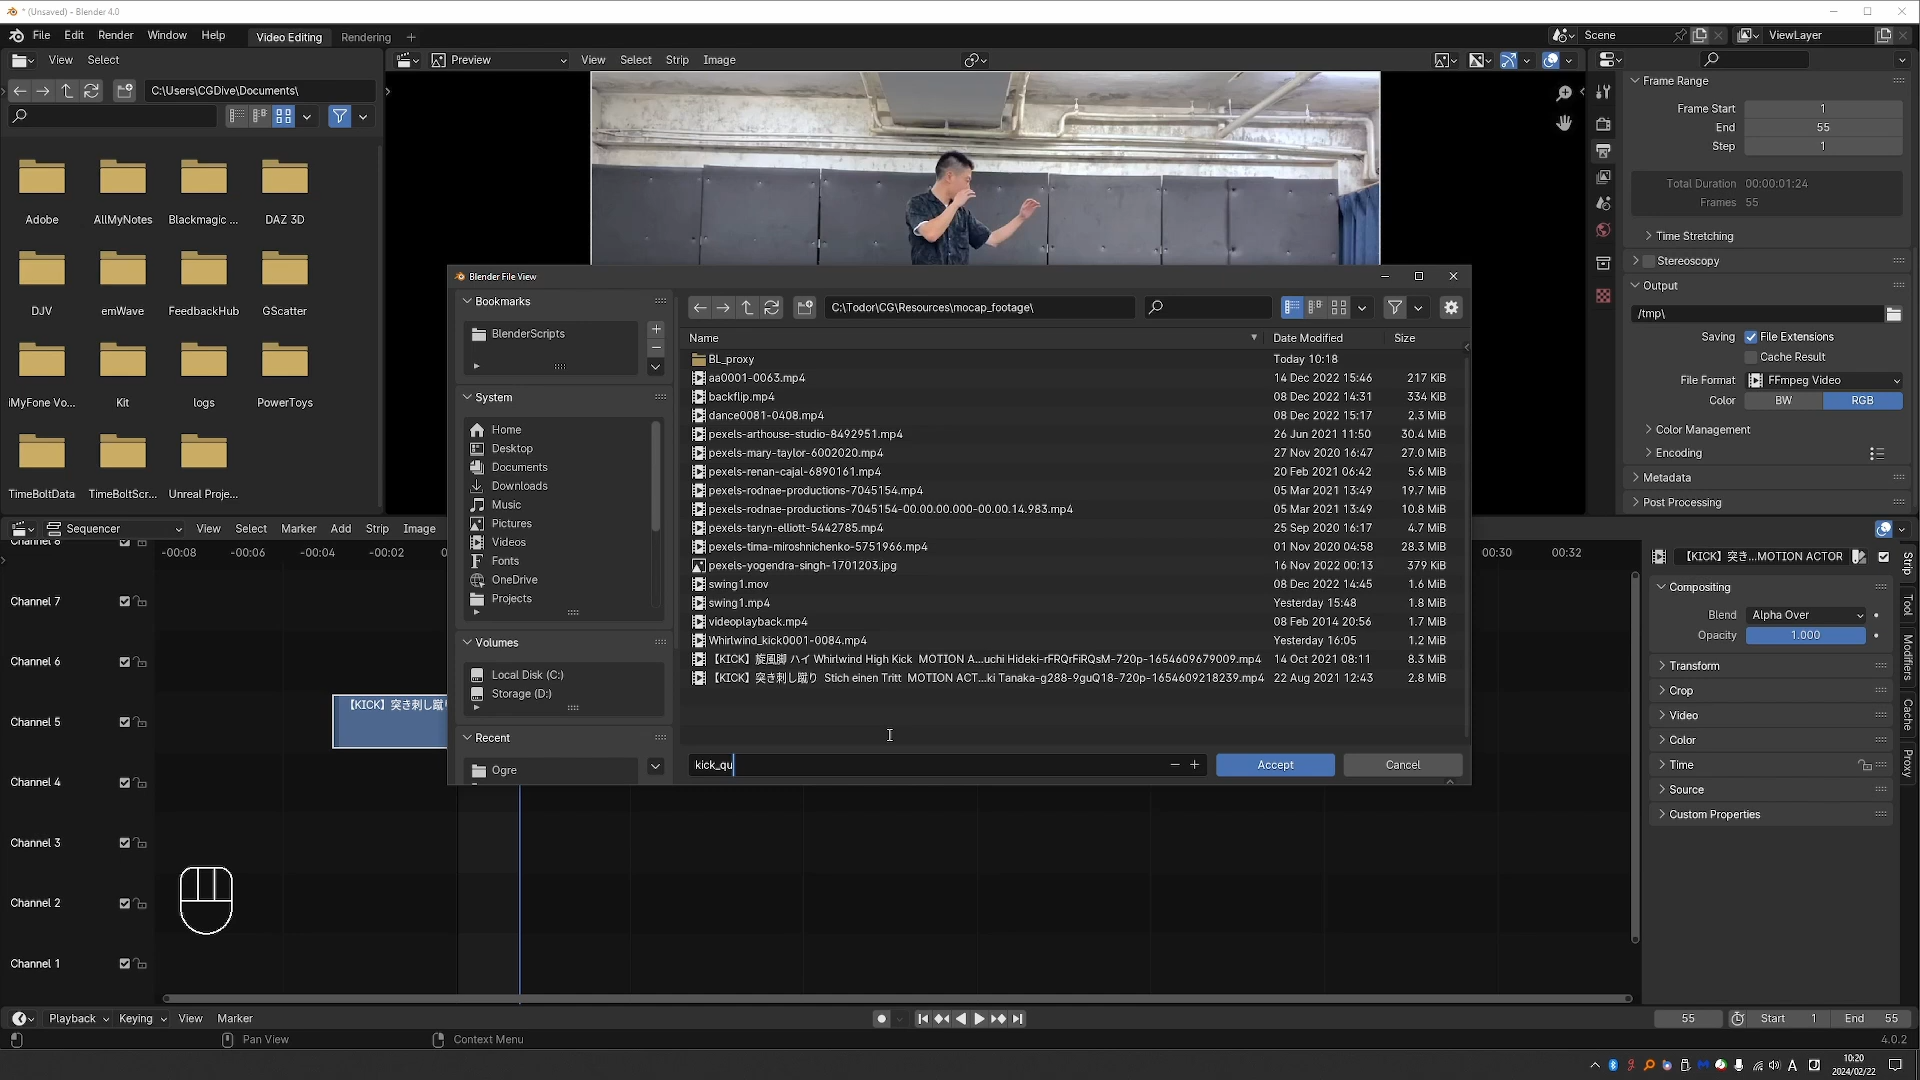 * (Unsaved) - Blender 4.0
File Edit Render Window Help Video Editing Rendering + Scene ViewLayer
View Select
Preview View Select Strip Image
C:\Users\CGDive\Documents\
Adobe AllMyNotes Blackmagic ... DAZ 3D
DJV emWave FeedbackHub GScatter
iMyFone Vo... Kit logs PowerToys
TimeBoltData TimeBoltScr... Unreal Proje...
Frame Range
Frame Start 1
End 55
Step 1
Total Duration 00:00:01:24
Frames 55
Time Stretching
Stereoscopy
Output
/tmp\
Saving File Extensions
Cache Result
File Format FFmpeg Video
Color BW RGB
Color Management
Encoding
Metadata
Post Processing
Blender File View
Bookmarks
BlenderScripts
System
Home
Desktop
Documents
Downloads
Music
Pictures
Videos
Fonts
OneDrive
Projects
Volumes
Local Disk (C:)
Storage (D:)
Recent
Ogre
C:\Todor\CG\Resources\mocap_footage\
Name Date Modified Size
BL_proxy Today 10:18
aa0001-0063.mp4 14 Dec 2022 15:46 217 KiB
backflip.mp4 08 Dec 2022 14:31 334 KiB
dance0081-0408.mp4 08 Dec 2022 15:17 2.3 MiB
pexels-arthouse-studio-8492951.mp4 26 Jun 2021 11:50 30.4 MiB
pexels-mary-taylor-6002020.mp4 27 Nov 2020 16:47 27.0 MiB
pexels-renan-cajal-6890161.mp4 20 Feb 2021 06:42 5.6 MiB
pexels-rodnae-productions-7045154.mp4 05 Mar 2021 13:49 19.7 MiB
pexels-rodnae-productions-7045154-00.00.00.000-00.00.14.983.mp4 05 Mar 2021 13:49 10.8 MiB
pexels-taryn-elliott-5442785.mp4 25 Sep 2020 16:17 4.7 MiB
pexels-tima-miroshnichenko-5751966.mp4 01 Nov 2020 04:58 28.3 MiB
pexels-yogendra-singh-1701203.jpg 16 Nov 2022 00:13 379 KiB
swing1.mov 08 Dec 2022 14:45 1.6 MiB
swing1.mp4 Yesterday 15:48 1.8 MiB
videoplayback.mp4 08 Feb 2014 20:56 1.7 MiB
Whirlwind_kick0001-0084.mp4 Yesterday 16:05 1.2 MiB
【KICK】旋風脚 ハイ Whirlwind High Kick MOTION A...uchi Hideki-rFRQrFiRQsM-720p-1654609679009.mp4 14 Oct 2021 08:11 8.3 MiB
【KICK】突き刺し蹴り Stich einen Tritt MOTION ACT...ki Tanaka-g288-9guQ18-720p-1654609218239.mp4 22 Aug 2021 12:43 2.8 MiB
kick_qu − + Accept Cancel
Sequencer View Select Marker Add Strip Image
-00:08 -00:06 -00:04 -00:02 0 00:30 00:32
Channel 8
Channel 7
Channel 6
Channel 5
【KICK】突き刺し蹴り
Channel 4
Channel 3
Channel 2
Channel 1
【KICK】突き...MOTION ACTOR
Compositing
Blend Alpha Over
Opacity 1.000
Transform
Crop
Video
Color
Time
Source
Custom Properties
Strip
Tool
Modifiers
Cache
Proxy
Playback Keying View Marker 55 Start 1 End 55
Pan View Context Menu 4.0.2
A 10:20
2024/02/22